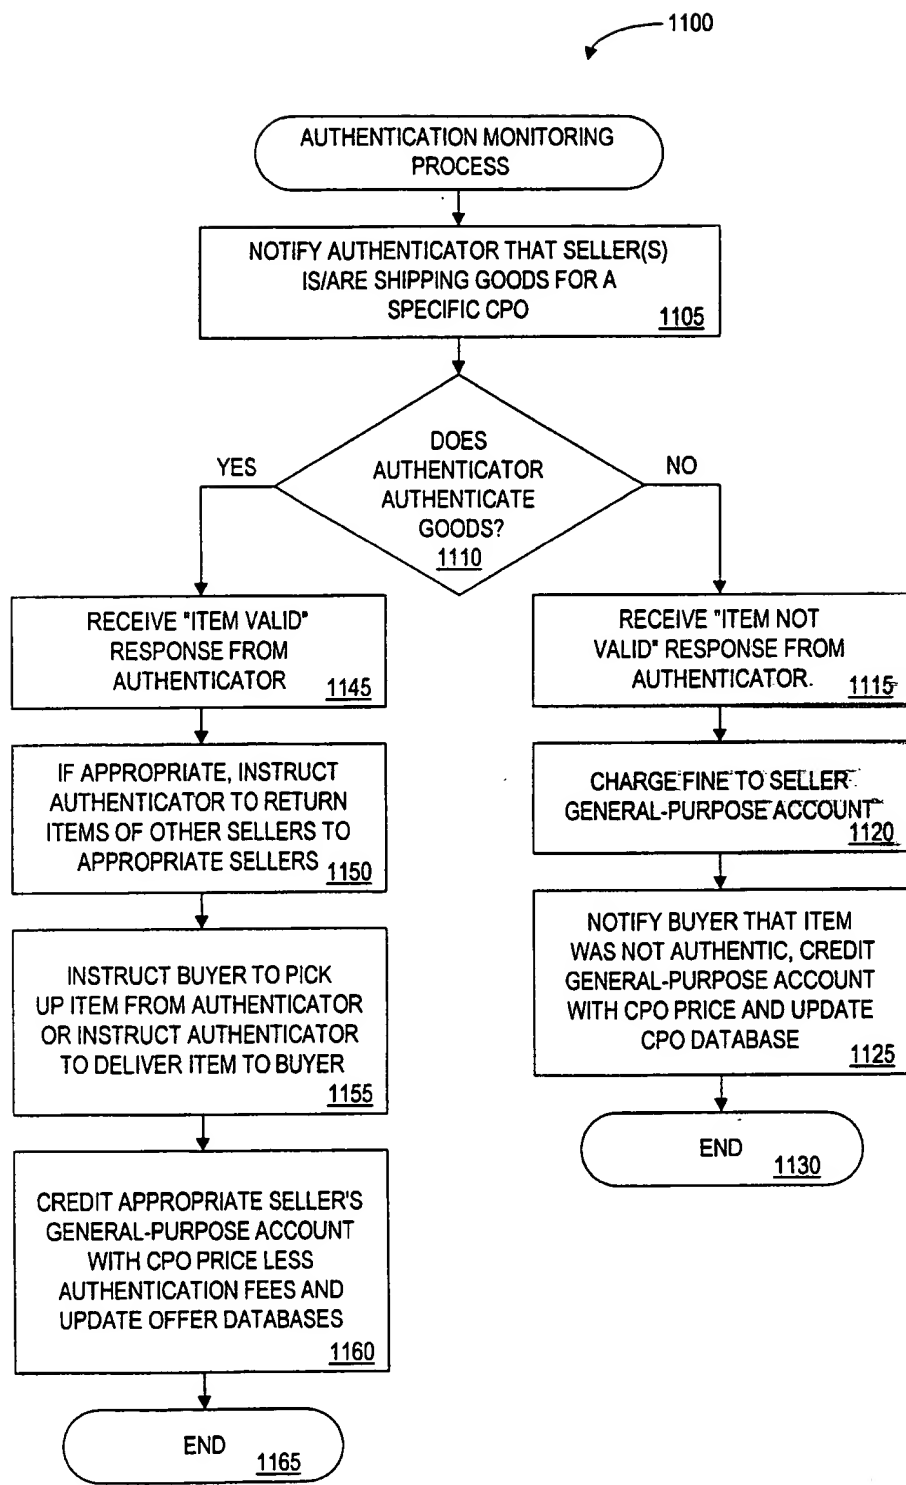 1100
AUTHENTICATION MONITORING
PROCESS
NOTIFY AUTHENTICATOR THAT SELLER(S)
IS/ARE SHIPPING GOODS FOR A
SPECIFIC CPO
1105
DOES
AUTHENTICATOR
AUTHENTICATE
GOODS?
1110
YES
NO
RECEIVE "ITEM VALID"
RESPONSE FROM
AUTHENTICATOR
1145
IF APPROPRIATE, INSTRUCT
AUTHENTICATOR TO RETURN
ITEMS OF OTHER SELLERS TO
APPROPRIATE SELLERS
1150
INSTRUCT BUYER TO PICK
UP ITEM FROM AUTHENTICATOR
OR INSTRUCT AUTHENTICATOR
TO DELIVER ITEM TO BUYER
1155
CREDIT APPROPRIATE SELLER'S
GENERAL-PURPOSE ACCOUNT
WITH CPO PRICE LESS
AUTHENTICATION FEES AND
UPDATE OFFER DATABASES
1160
END
1165
RECEIVE "ITEM NOT
VALID" RESPONSE FROM
AUTHENTICATOR.
1115
CHARGE FINE TO SELLER
GENERAL-PURPOSE ACCOUNT
1120
NOTIFY BUYER THAT ITEM
WAS NOT AUTHENTIC, CREDIT
GENERAL-PURPOSE ACCOUNT
WITH CPO PRICE AND UPDATE
CPO DATABASE
1125
END
1130